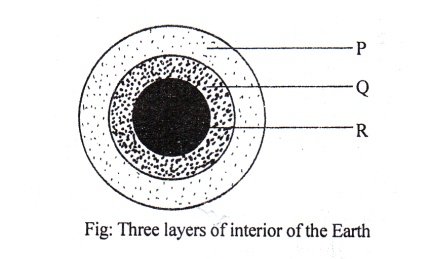 P
Q
R
Fig: Three layers of interior of the Earth